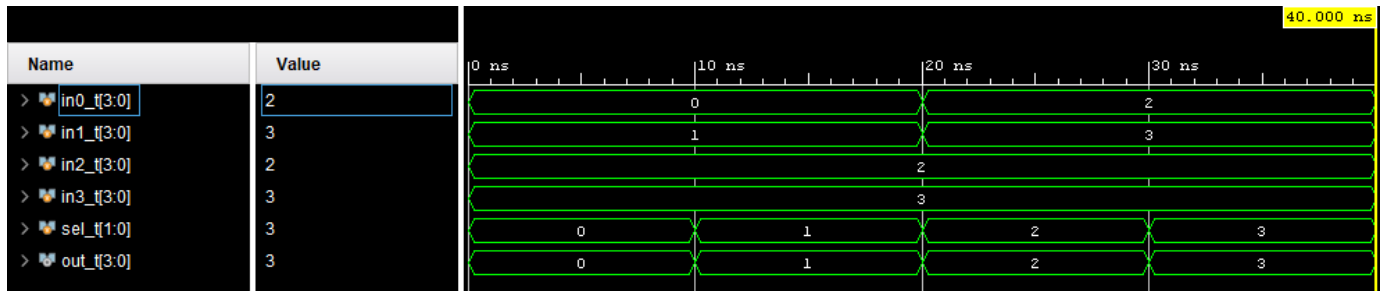 40.000 ns
Name Value
0 ns 10 ns 20 ns 30 ns
> in0_t[3:0] 2 0 2
> in1_t[3:0] 3 1 3
> in2_t[3:0] 2 2
> in3_t[3:0] 3 3
> sel_t[1:0] 3 0 1 2 3
> out_t[3:0] 3 0 1 2 3